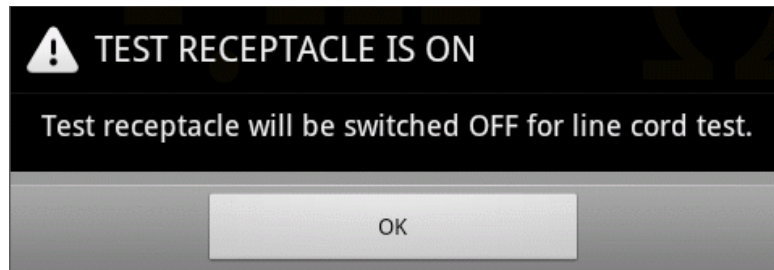 TEST RECEPTACLE IS ON
Test receptacle will be switched OFF for line cord test.
OK